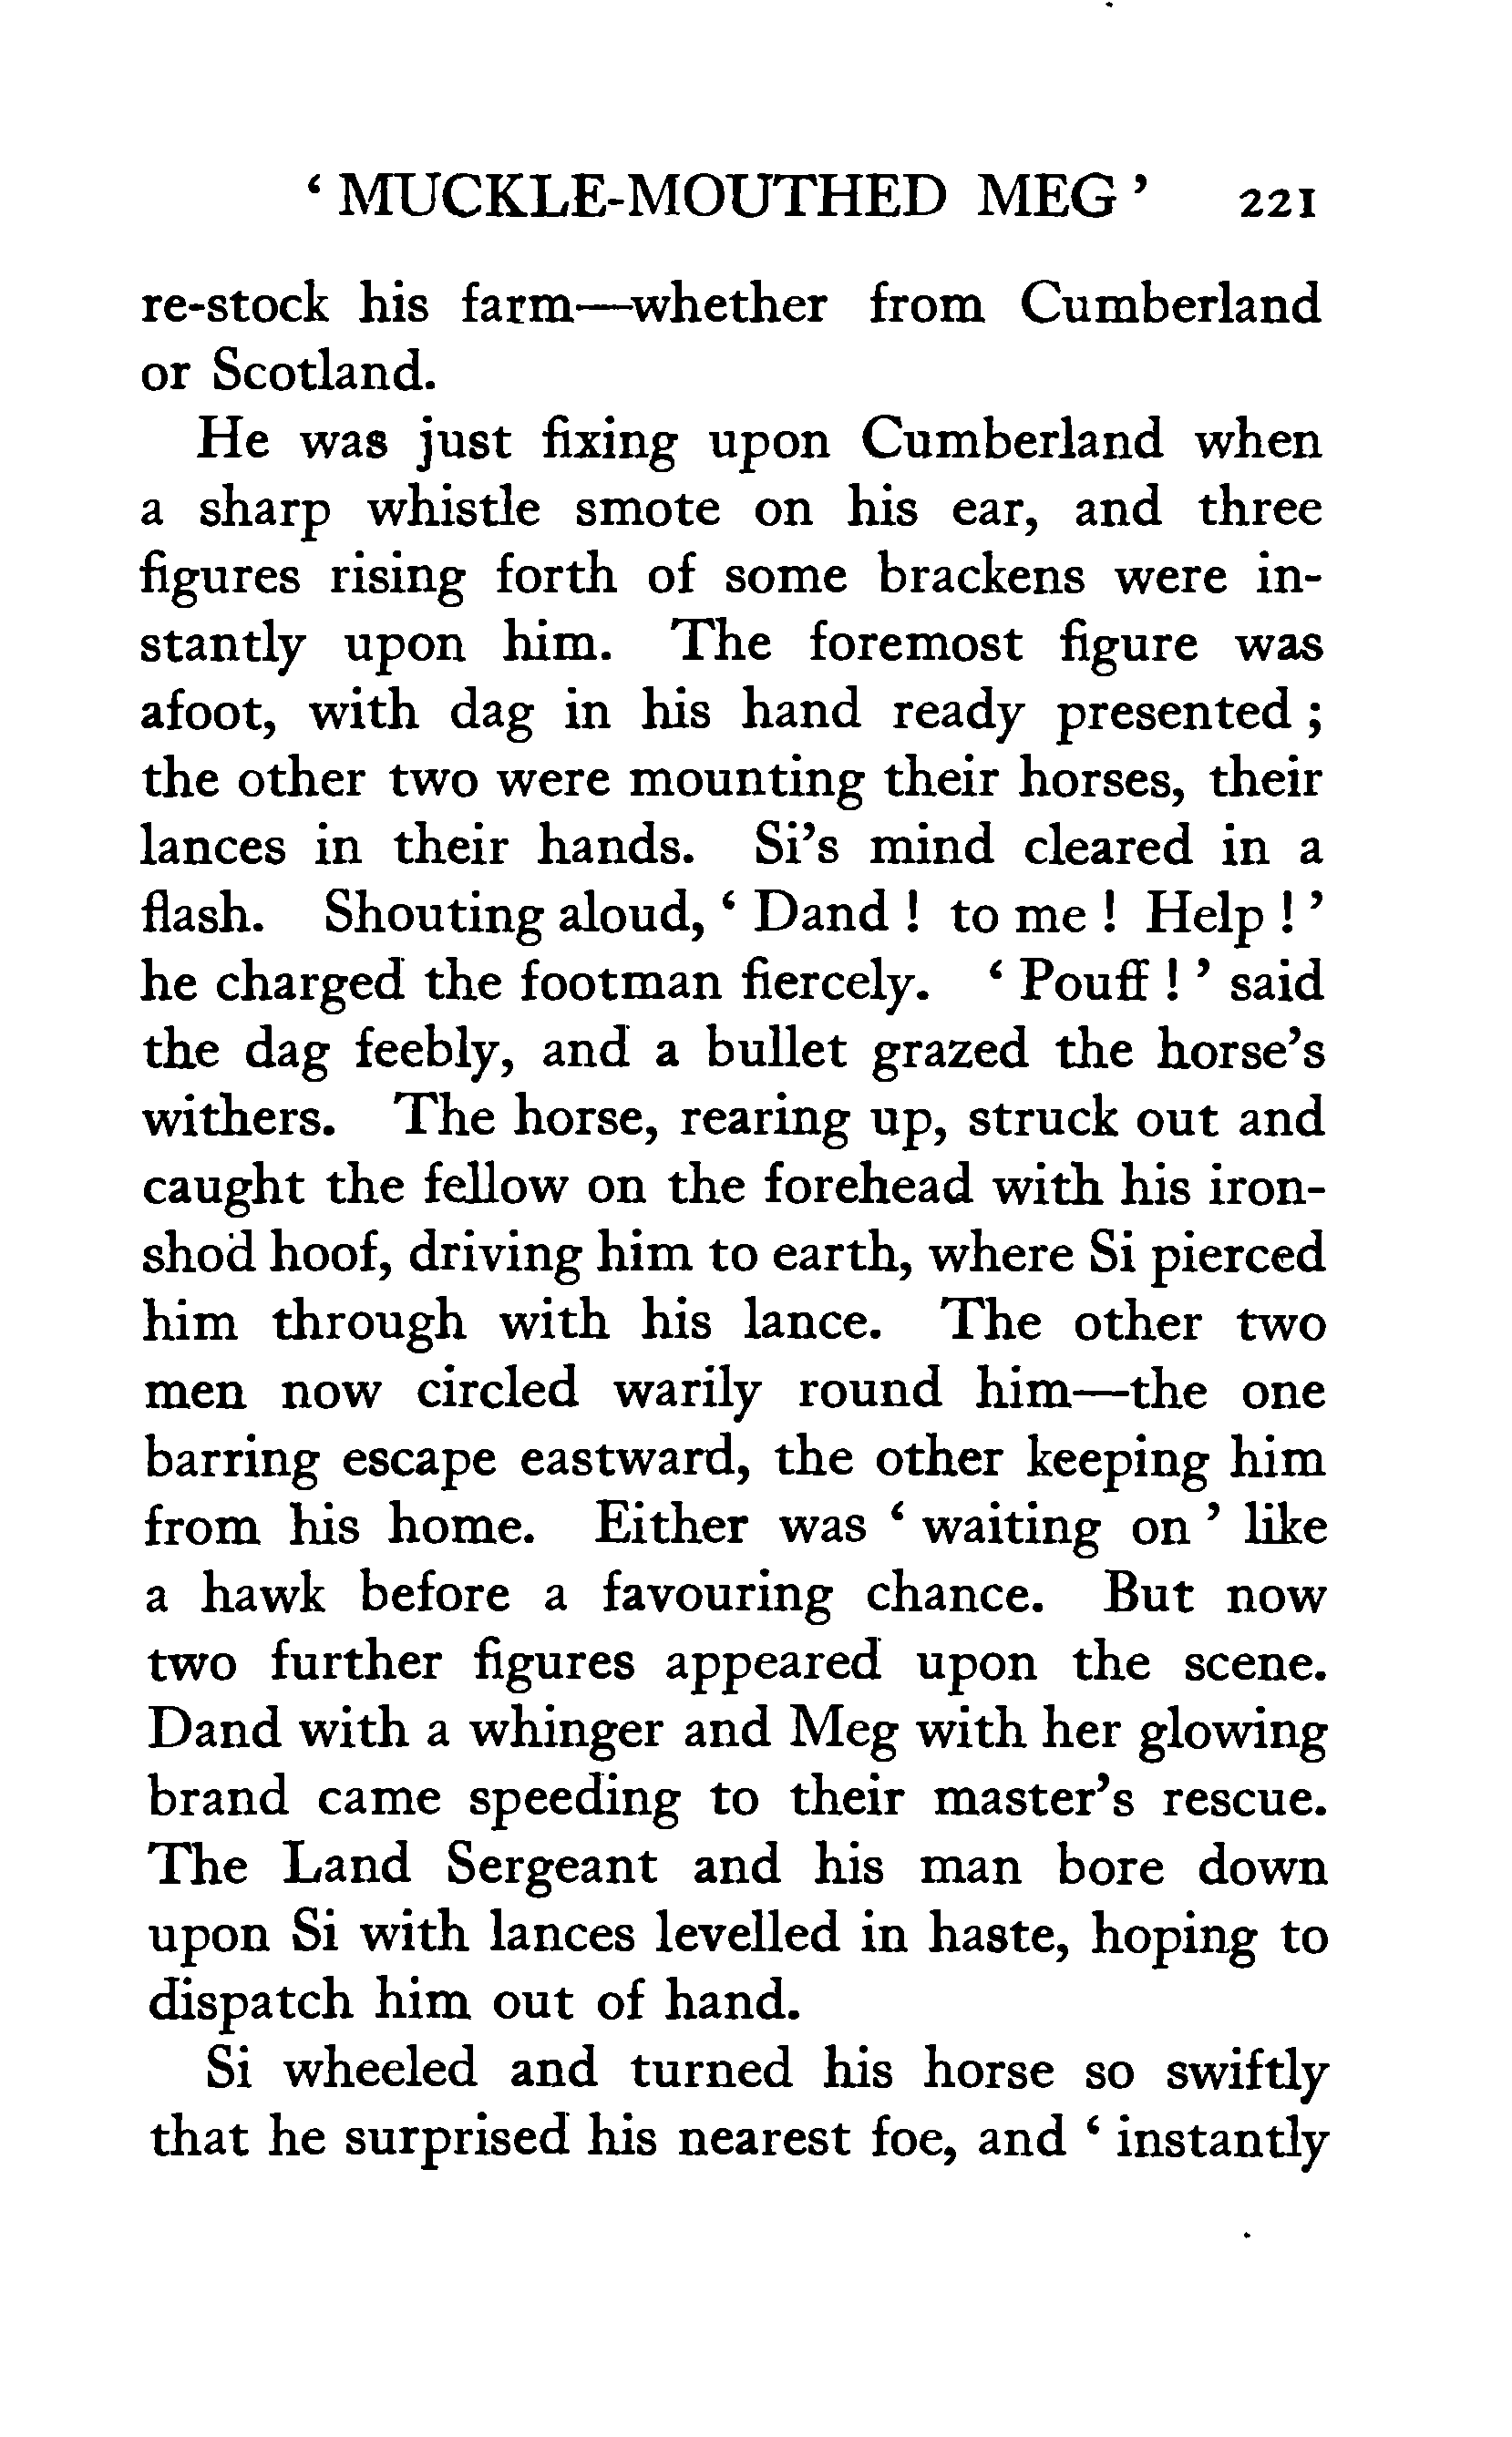 ‘ MUCKLE-MOUTHED MEG ’ 221
re-stock his farm—whether from Cumberland
or Scotland.
He was just fixing upon Cumberland when
a sharp whistle smote on his ear, and three
figures rising forth of some brackens were in-
stantly upon him. The foremost figure was
afoot, with dag in his hand ready presented ;
the other two were mounting their horses, their
lances in their hands. Si’s mind cleared in a
flash. Shouting aloud, ‘ Dand ! to me ! Help ! ’
he charged the footman fiercely. ‘ Pouff ! ’ said
the dag feebly, and a bullet grazed the horse’s
withers. The horse, rearing up, struck out and
caught the fellow on the forehead with his iron-
shod hoof, driving him to earth, where Si pierced
him through with his lance. The other two
men now circled warily round him—the one
barring escape eastward, the other keeping him
from his home. Either was ‘ waiting on ’ like
a hawk before a favouring chance. But now
two further figures appeared upon the scene.
Dand with a whinger and Meg with her glowing
brand came speeding to their master’s rescue.
The Land Sergeant and his man bore down
upon Si with lances levelled in haste, hoping to
dispatch him out of hand.
Si wheeled and turned his horse so swiftly
that he surprised his nearest foe, and ‘ instantly